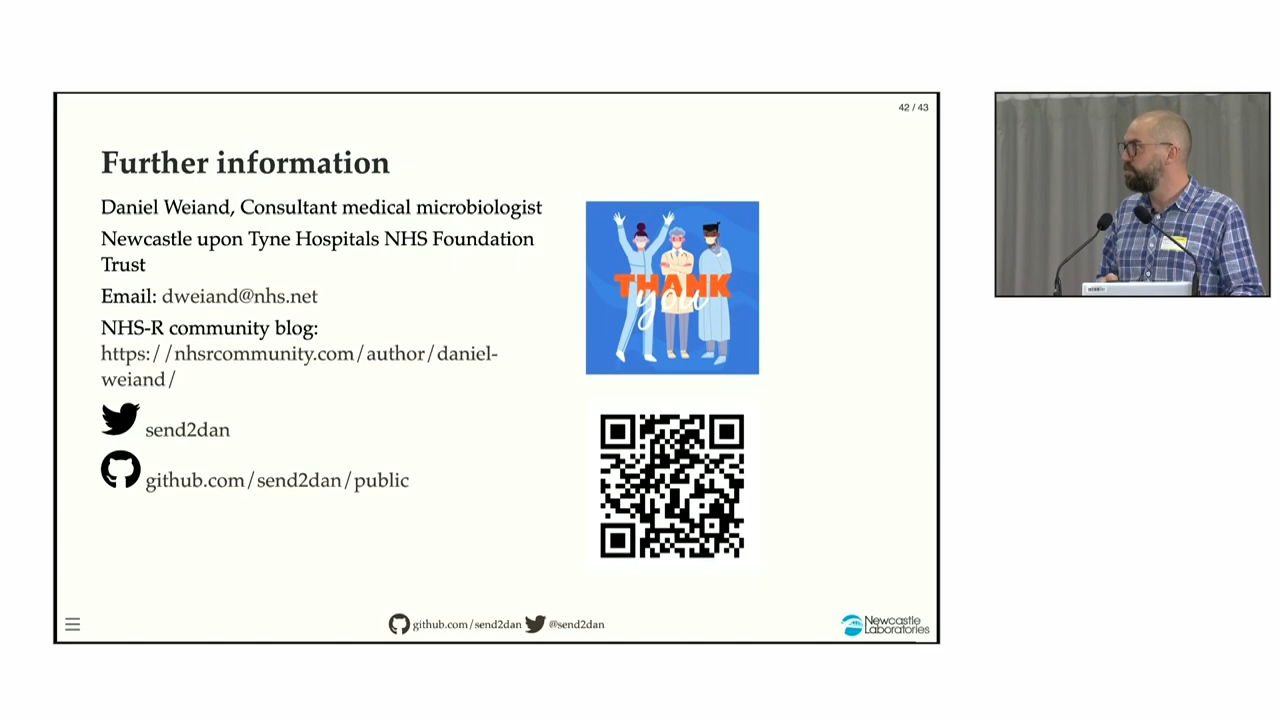 42 / 43
Further information
Daniel Weiand, Consultant medical microbiologist
Newcastle upon Tyne Hospitals NHS Foundation
Trust
Email: dweiand@nhs.net
NHS-R community blog:
https://nhsrcommunity.com/author/daniel-
weiand/
send2dan
github.com/send2dan/public
THANK
you
github.com/send2dan @send2dan
Newcastle
Laboratories